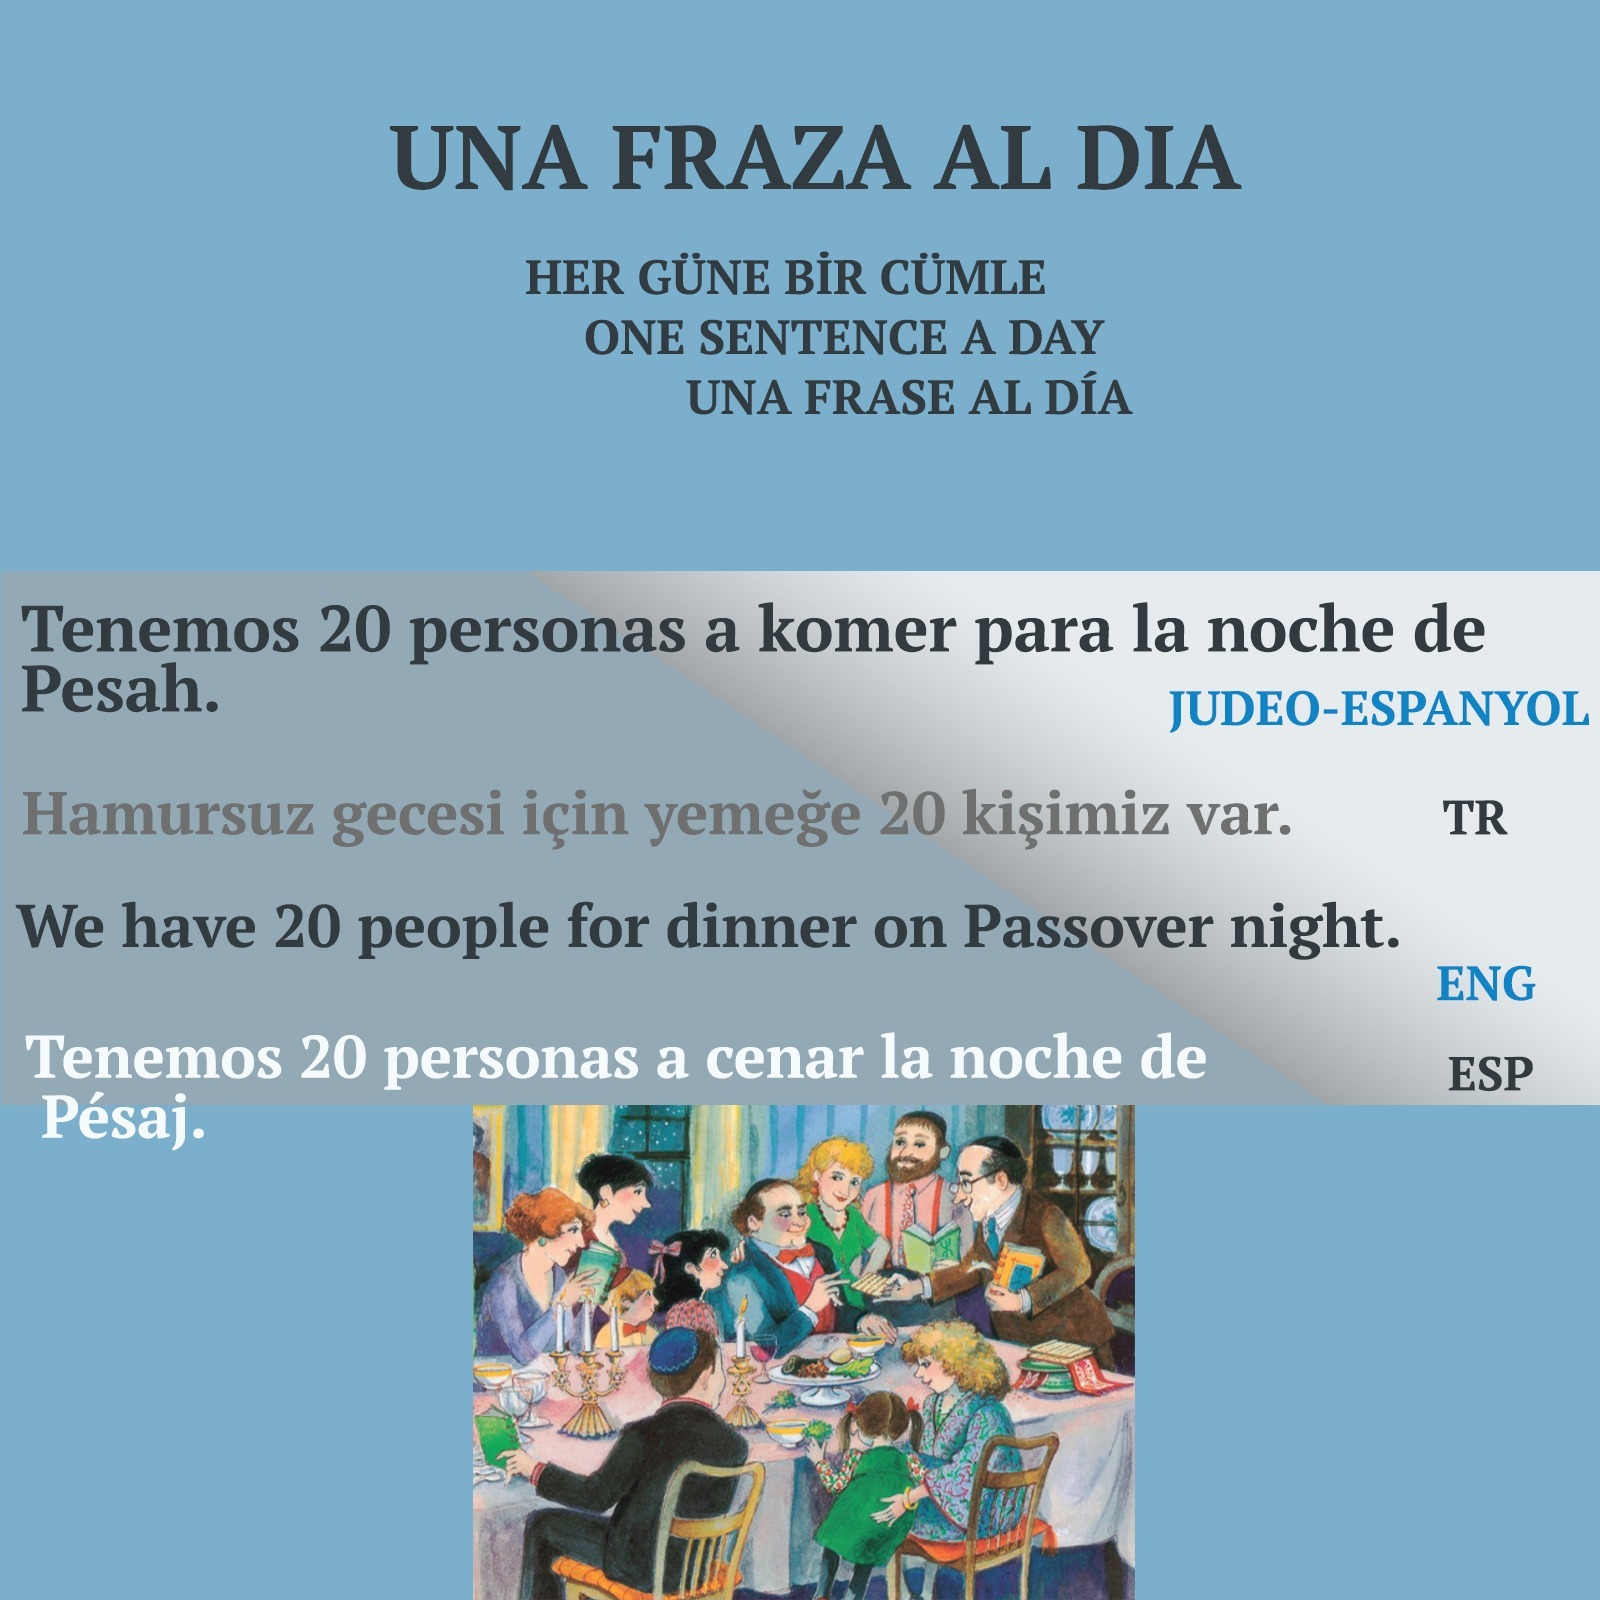 UNA FRAZA AL DIA
HER GÜNE BİR CÜMLE
ONE SENTENCE A DAY
UNA FRASE AL DÍA
Tenemos 20 personas a komer para la noche de
Pesah.
JUDEO-ESPANYOL
Hamursuz gecesi için yemeğe 20 kişimiz var. TR
We have 20 people for dinner on Passover night.
ENG
Tenemos 20 personas a cenar la noche de
Pésaj.
ESP